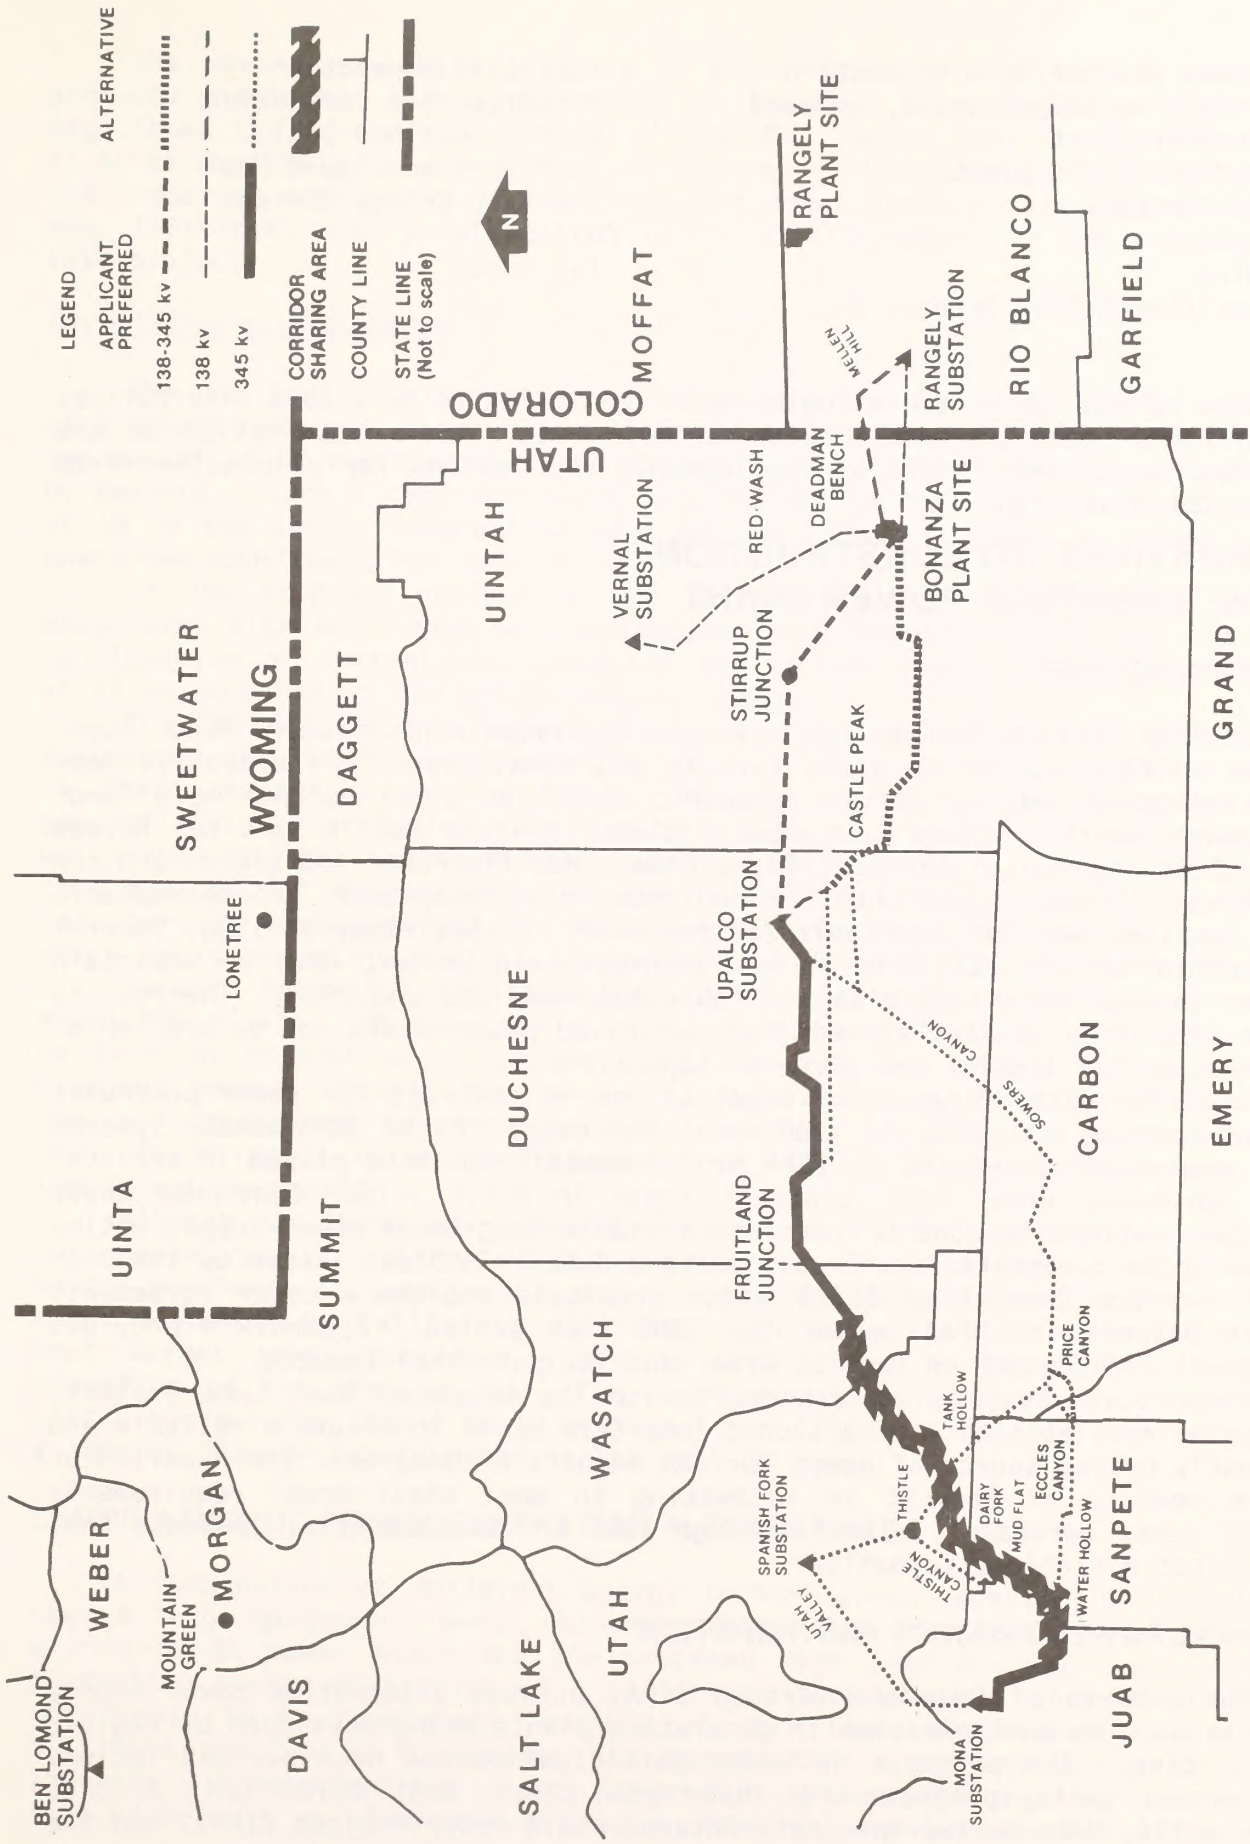 LEGEND
APPLICANT
PREFERRED
ALTERNATIVE
138-345 kv
138 kv
345 kv
CORRIDOR
SHARING AREA
COUNTY LINE
STATE LINE
(Not to scale)
N
SWEETWATER
WYOMING
UINTA
LONETREE
BEN LOMOND
SUBSTATION
WEBER
MOUNTAIN
GREEN
MORGAN
SUMMIT
DAGGETT
UINTAH
UTAH
COLORADO
MOFFAT
DAVIS
SALT LAKE
WASATCH
DUCHESNE
UTAH
VERNAL
SUBSTATION
RED WASH
DEADMAN
BENCH
STIRRUP
JUNCTION
CASTLE PEAK
BONANZA
PLANT SITE
MELLEN
HILL
RANGELY
SUBSTATION
RANGELY
PLANT SITE
RIO BLANCO
GARFIELD
UPALCO
SUBSTATION
FRUITLAND
JUNCTION
SOWERS
CANYON
CARBON
EMERY
GRAND
SPANISH FORK
SUBSTATION
THISTLE
TANK
HOLLOW
DAIRY
FORK
MUD FLAT
ECCLES
CANYON
PRICE
CANYON
WATER HOLLOW
THISTLE
CANYON
UTAH
VALLEY
MONA
SUBSTATION
JUAB
SANPETE